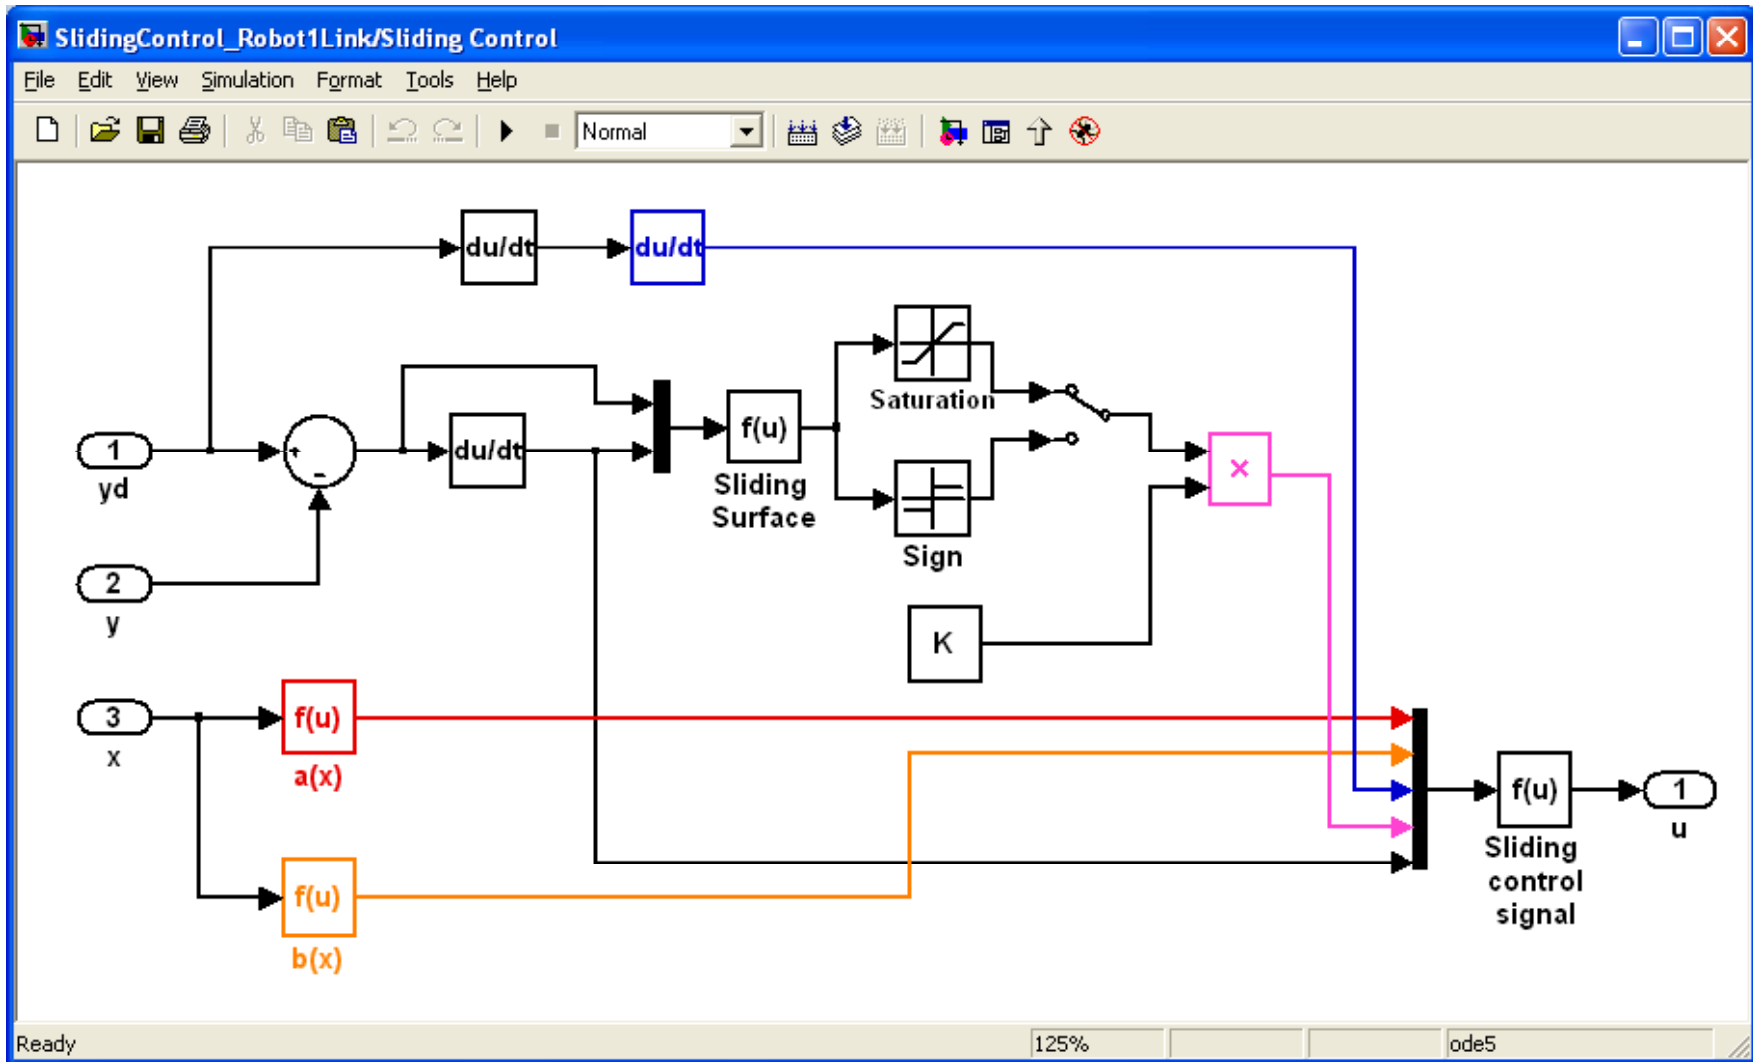 SlidingControl_Robot1Link/Sliding Control
File Edit View Simulation Format Tools Help
Normal
du/dt
du/dt
Saturation
1
yd
+
-
du/dt
f(u)
Sliding
Surface
Sign
×
2
y
K
3
x
f(u)
a(x)
f(u)
b(x)
f(u)
Sliding
control
signal
1
u
Ready
125%
ode5